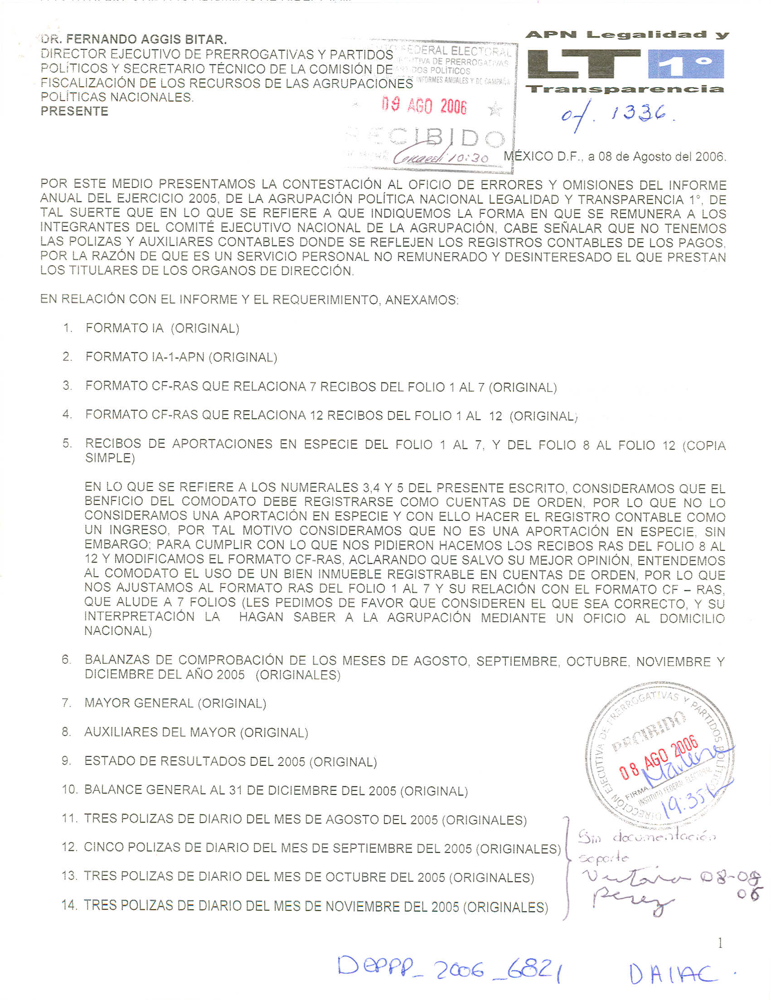 DR. FERNANDO AGGIS BITAR.
DIRECTOR EJECUTIVO DE PRERROGATIVAS Y PARTIDOS
POLÍTICOS Y SECRETARIO TÉCNICO DE LA COMISIÓN DE
FISCALIZACIÓN DE LOS RECURSOS DE LAS AGRUPACIONES
POLÍTICAS NACIONALES.
PRESENTE
FEDERAL ELECTORAL
DE PRERROGATIVAS
POLÍTICOS
INFORMES ANUALES Y DE CAMPAÑA
09 AGO 2006
RECIBIDO
10:30
APN Legalidad y
LT 1°
Transparencia
of. 1336.
MÉXICO D.F., a 08 de Agosto del 2006.
POR ESTE MEDIO PRESENTAMOS LA CONTESTACIÓN AL OFICIO DE ERRORES Y OMISIONES DEL INFORME
ANUAL DEL EJERCICIO 2005, DE LA AGRUPACIÓN POLÍTICA NACIONAL LEGALIDAD Y TRANSPARENCIA 1°, DE
TAL SUERTE QUE EN LO QUE SE REFIERE A QUE INDIQUEMOS LA FORMA EN QUE SE REMUNERA A LOS
INTEGRANTES DEL COMITÉ EJECUTIVO NACIONAL DE LA AGRUPACIÓN, CABE SEÑALAR QUE NO TENEMOS
LAS POLIZAS Y AUXILIARES CONTABLES DONDE SE REFLEJEN LOS REGISTROS CONTABLES DE LOS PAGOS,
POR LA RAZÓN DE QUE ES UN SERVICIO PERSONAL NO REMUNERADO Y DESINTERESADO EL QUE PRESTAN
LOS TITULARES DE LOS ORGANOS DE DIRECCIÓN.
EN RELACIÓN CON EL INFORME Y EL REQUERIMIENTO, ANEXAMOS:
1. FORMATO IA (ORIGINAL)
2. FORMATO IA-1-APN (ORIGINAL)
3. FORMATO CF-RAS QUE RELACIONA 7 RECIBOS DEL FOLIO 1 AL 7 (ORIGINAL)
4. FORMATO CF-RAS QUE RELACIONA 12 RECIBOS DEL FOLIO 1 AL 12 (ORIGINAL)
5. RECIBOS DE APORTACIONES EN ESPECIE DEL FOLIO 1 AL 7, Y DEL FOLIO 8 AL FOLIO 12 (COPIA
SIMPLE)
EN LO QUE SE REFIERE A LOS NUMERALES 3,4 Y 5 DEL PRESENTE ESCRITO, CONSIDERAMOS QUE EL
BENFICIO DEL COMODATO DEBE REGISTRARSE COMO CUENTAS DE ORDEN, POR LO QUE NO LO
CONSIDERAMOS UNA APORTACIÓN EN ESPECIE Y CON ELLO HACER EL REGISTRO CONTABLE COMO
UN INGRESO, POR TAL MOTIVO CONSIDERAMOS QUE NO ES UNA APORTACIÓN EN ESPECIE, SIN
EMBARGO; PARA CUMPLIR CON LO QUE NOS PIDIERON HACEMOS LOS RECIBOS RAS DEL FOLIO 8 AL
12 Y MODIFICAMOS EL FORMATO CF-RAS, ACLARANDO QUE SALVO SU MEJOR OPINIÓN, ENTENDEMOS
AL COMODATO EL USO DE UN BIEN INMUEBLE REGISTRABLE EN CUENTAS DE ORDEN, POR LO QUE
NOS AJUSTAMOS AL FORMATO RAS DEL FOLIO 1 AL 7 Y SU RELACIÓN CON EL FORMATO CF – RAS,
QUE ALUDE A 7 FOLIOS (LES PEDIMOS DE FAVOR QUE CONSIDEREN EL QUE SEA CORRECTO, Y SU
INTERPRETACIÓN LA HAGAN SABER A LA AGRUPACIÓN MEDIANTE UN OFICIO AL DOMICILIO
NACIONAL)
6. BALANZAS DE COMPROBACIÓN DE LOS MESES DE AGOSTO, SEPTIEMBRE, OCTUBRE, NOVIEMBRE Y
DICIEMBRE DEL AÑO 2005 (ORIGINALES)
7. MAYOR GENERAL (ORIGINAL)
8. AUXILIARES DEL MAYOR (ORIGINAL)
9. ESTADO DE RESULTADOS DEL 2005 (ORIGINAL)
10. BALANCE GENERAL AL 31 DE DICIEMBRE DEL 2005 (ORIGINAL)
DIRECCIÓN EJECUTIVA DE PRERROGATIVAS Y PARTIDOS POLÍTICOS
RECIBIDO
08 AGO 2006
FIRMA
INSTITUTO FEDERAL ELECTORAL
19:35
11. TRES POLIZAS DE DIARIO DEL MES DE AGOSTO DEL 2005 (ORIGINALES)
12. CINCO POLIZAS DE DIARIO DEL MES DE SEPTIEMBRE DEL 2005 (ORIGINALES)
13. TRES POLIZAS DE DIARIO DEL MES DE OCTUBRE DEL 2005 (ORIGINALES)
14. TRES POLIZAS DE DIARIO DEL MES DE NOVIEMBRE DEL 2005 (ORIGINALES)
Sin documentación
soporte
08-08
06
Perez
1
DEPPP_2006_6821
DAIAC.